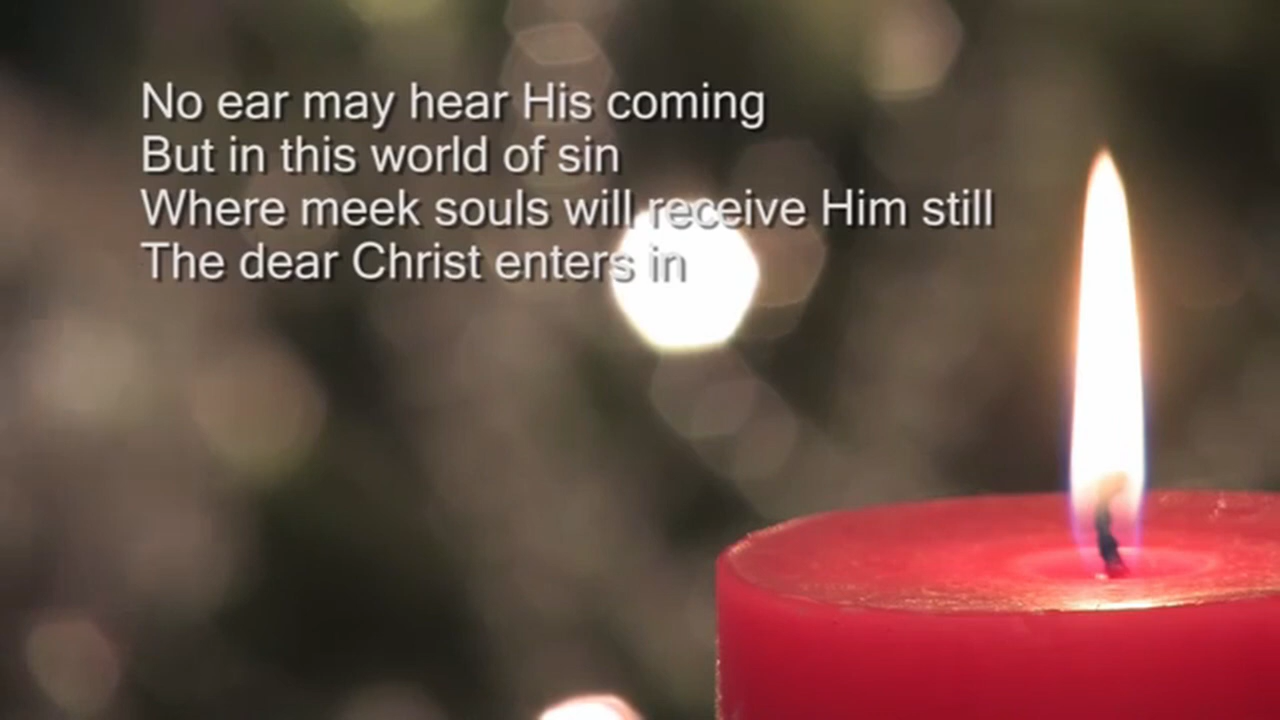 No ear may hear His coming
But in this world of sin
Where meek souls will receive Him still
The dear Christ enters in